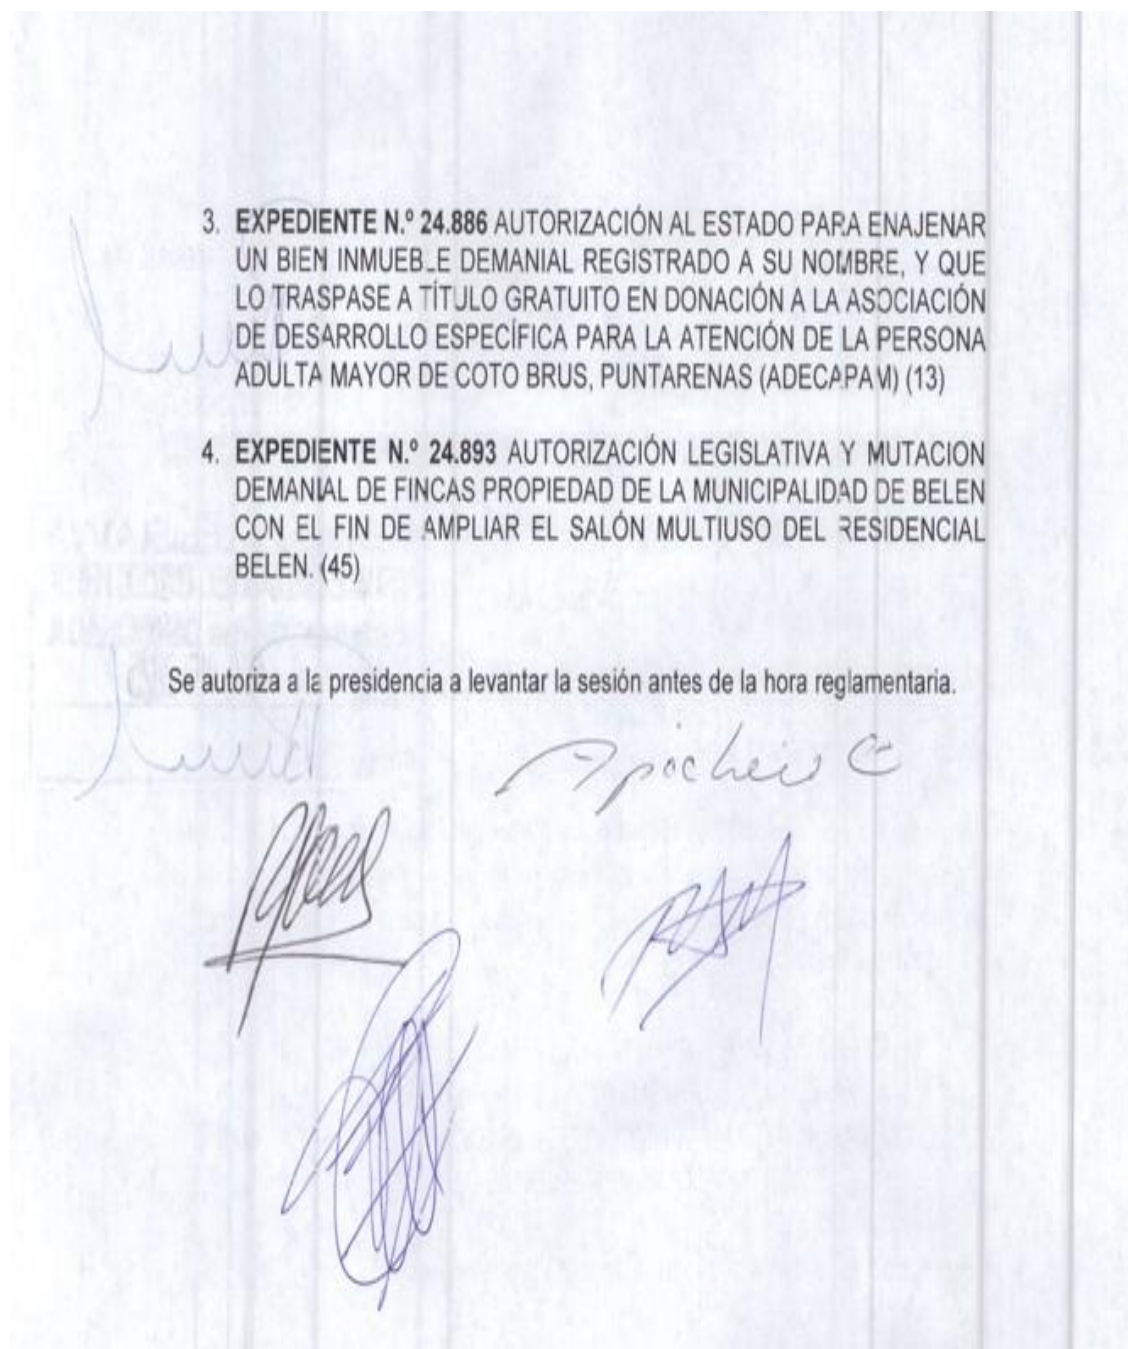 3. EXPEDIENTE N.º 24.886 AUTORIZACIÓN AL ESTADO PARA ENAJENAR
UN BIEN INMUEBLE DEMANIAL REGISTRADO A SU NOMBRE, Y QUE
LO TRASPASE A TÍTULO GRATUITO EN DONACIÓN A LA ASOCIACIÓN
DE DESARROLLO ESPECÍFICA PARA LA ATENCIÓN DE LA PERSONA
ADULTA MAYOR DE COTO BRUS, PUNTARENAS (ADECAPAM) (13)
4. EXPEDIENTE N.º 24.893 AUTORIZACIÓN LEGISLATIVA Y MUTACION
DEMANIAL DE FINCAS PROPIEDAD DE LA MUNICIPALIDAD DE BELEN
CON EL FIN DE AMPLIAR EL SALÓN MULTIUSO DEL RESIDENCIAL
BELEN. (45)
Se autoriza a la presidencia a levantar la sesión antes de la hora reglamentaria.